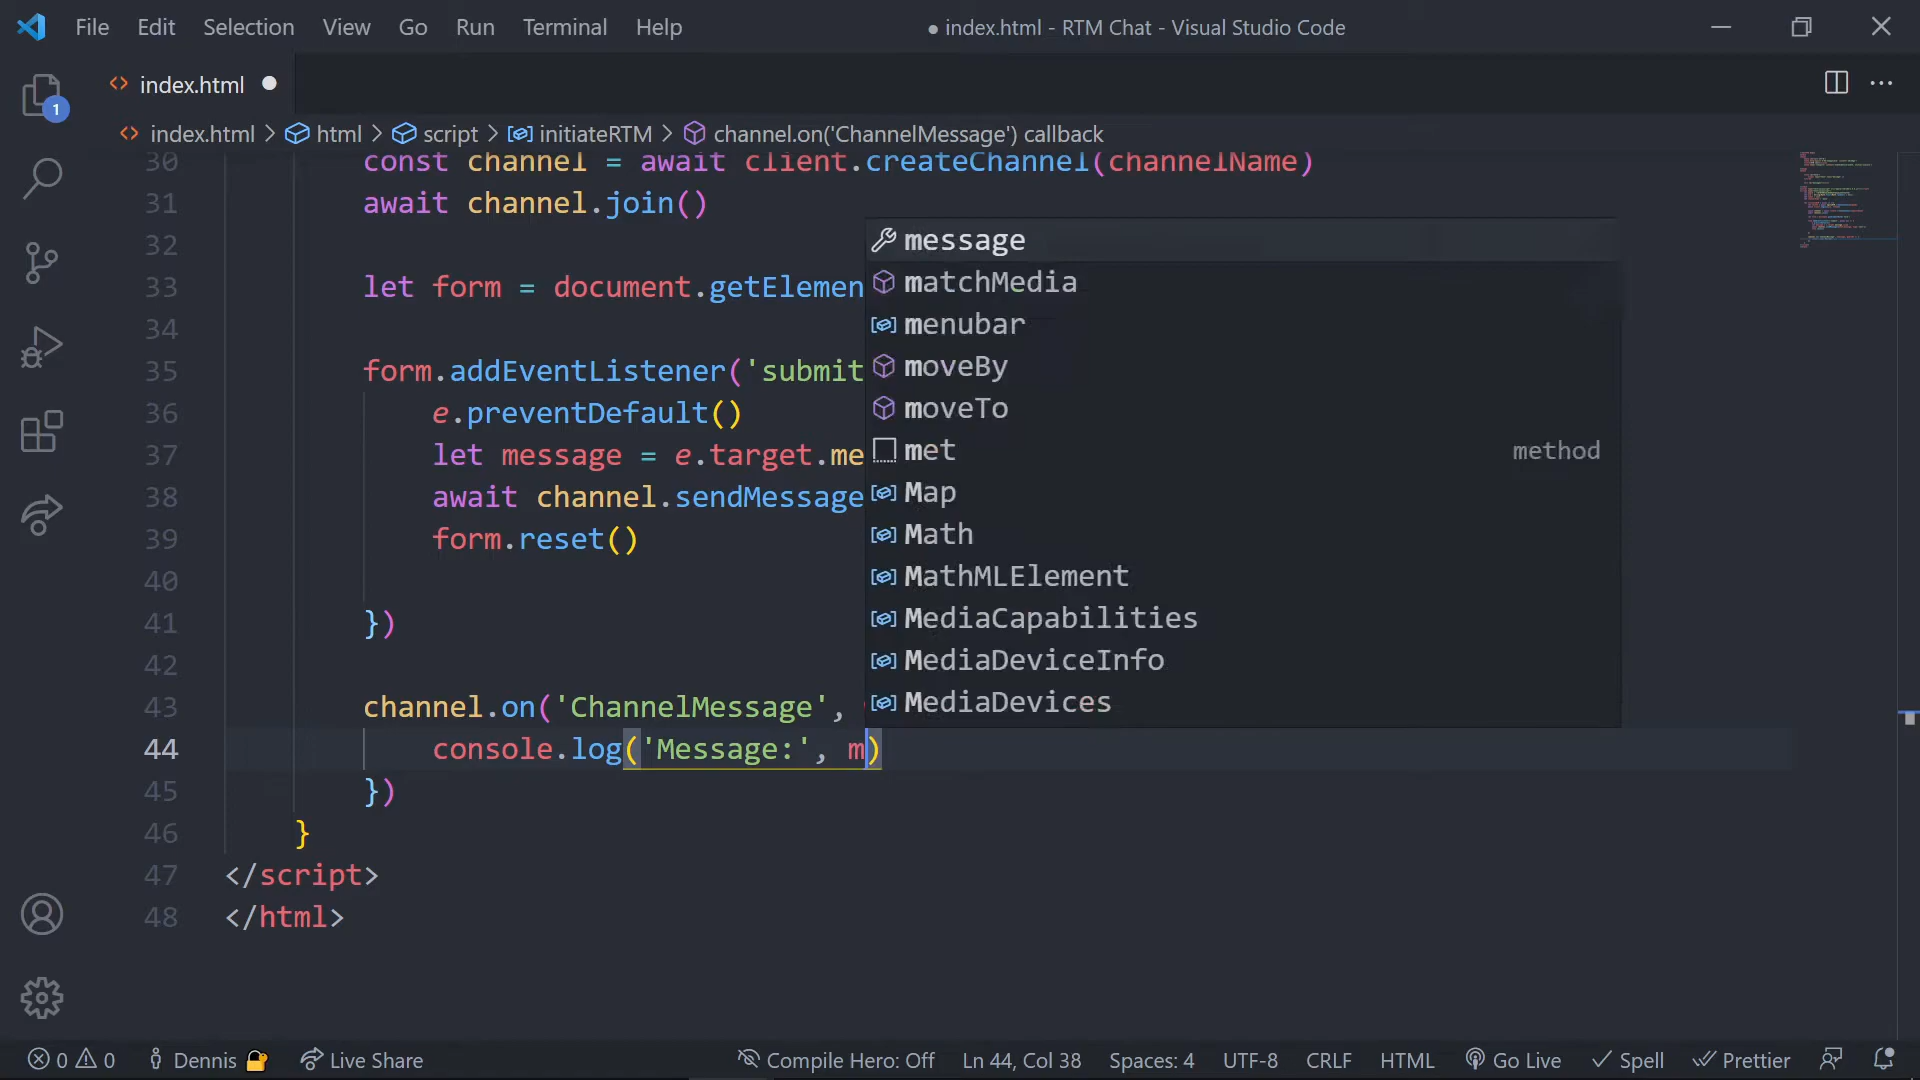 File Edit Selection View Go Run Terminal Help
● index.html - RTM Chat - Visual Studio Code
<> index.html ●
1
<> index.html > html > script > initiateRTM > channel.on('ChannelMessage') callback
30 const channel = await client.createChannel(channelName)
31 await channel.join()
32
33 let form = document.getElemen
34
35 form.addEventListener('submit
36 e.preventDefault()
37 let message = e.target.me
38 await channel.sendMessage
39 form.reset()
40
41 })
42
43 channel.on('ChannelMessage',
44 console.log('Message:', m)
45 })
46 }
47 </script>
48 </html>
message
matchMedia
menubar
moveBy
moveTo
met method
Map
Math
MathMLElement
MediaCapabilities
MediaDeviceInfo
MediaDevices
0 0 Dennis Live Share Compile Hero: Off Ln 44, Col 38 Spaces: 4 UTF-8 CRLF HTML Go Live Spell Prettier